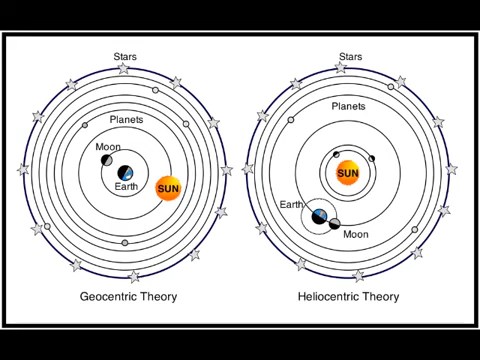 Stars
Planets
Moon
Earth
SUN
Geocentric Theory
Stars
Planets
SUN
Earth
Moon
Heliocentric Theory